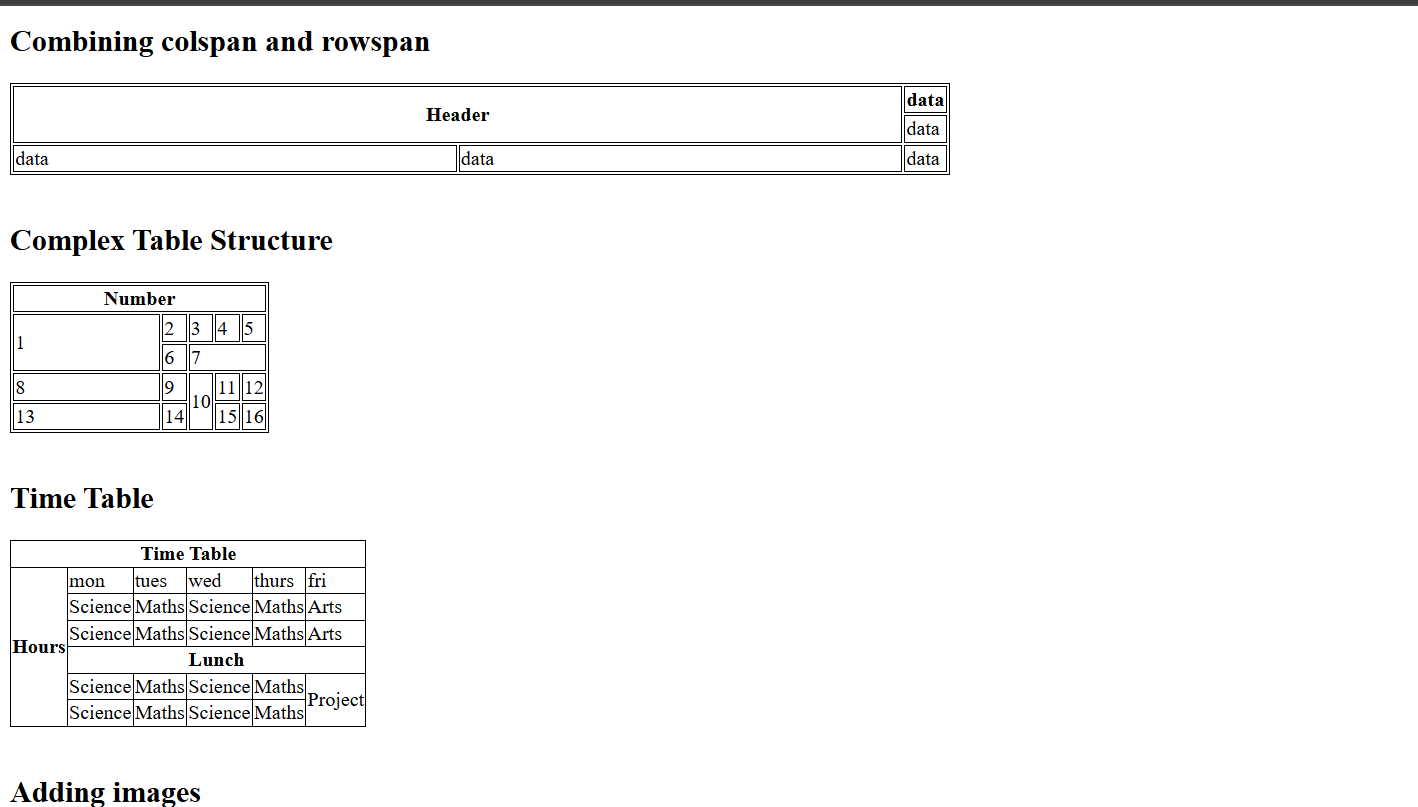 Combining colspan and rowspan
Header data
data
data data data
Complex Table Structure
Number
1 2 3 4 5
6 7
8 9 10 11 12
13 14 15 16
Time Table
Time Table
Hours mon tues wed thurs fri
Science Maths Science Maths Arts
Science Maths Science Maths Arts
Lunch
Science Maths Science Maths Project
Science Maths Science Maths
Adding images